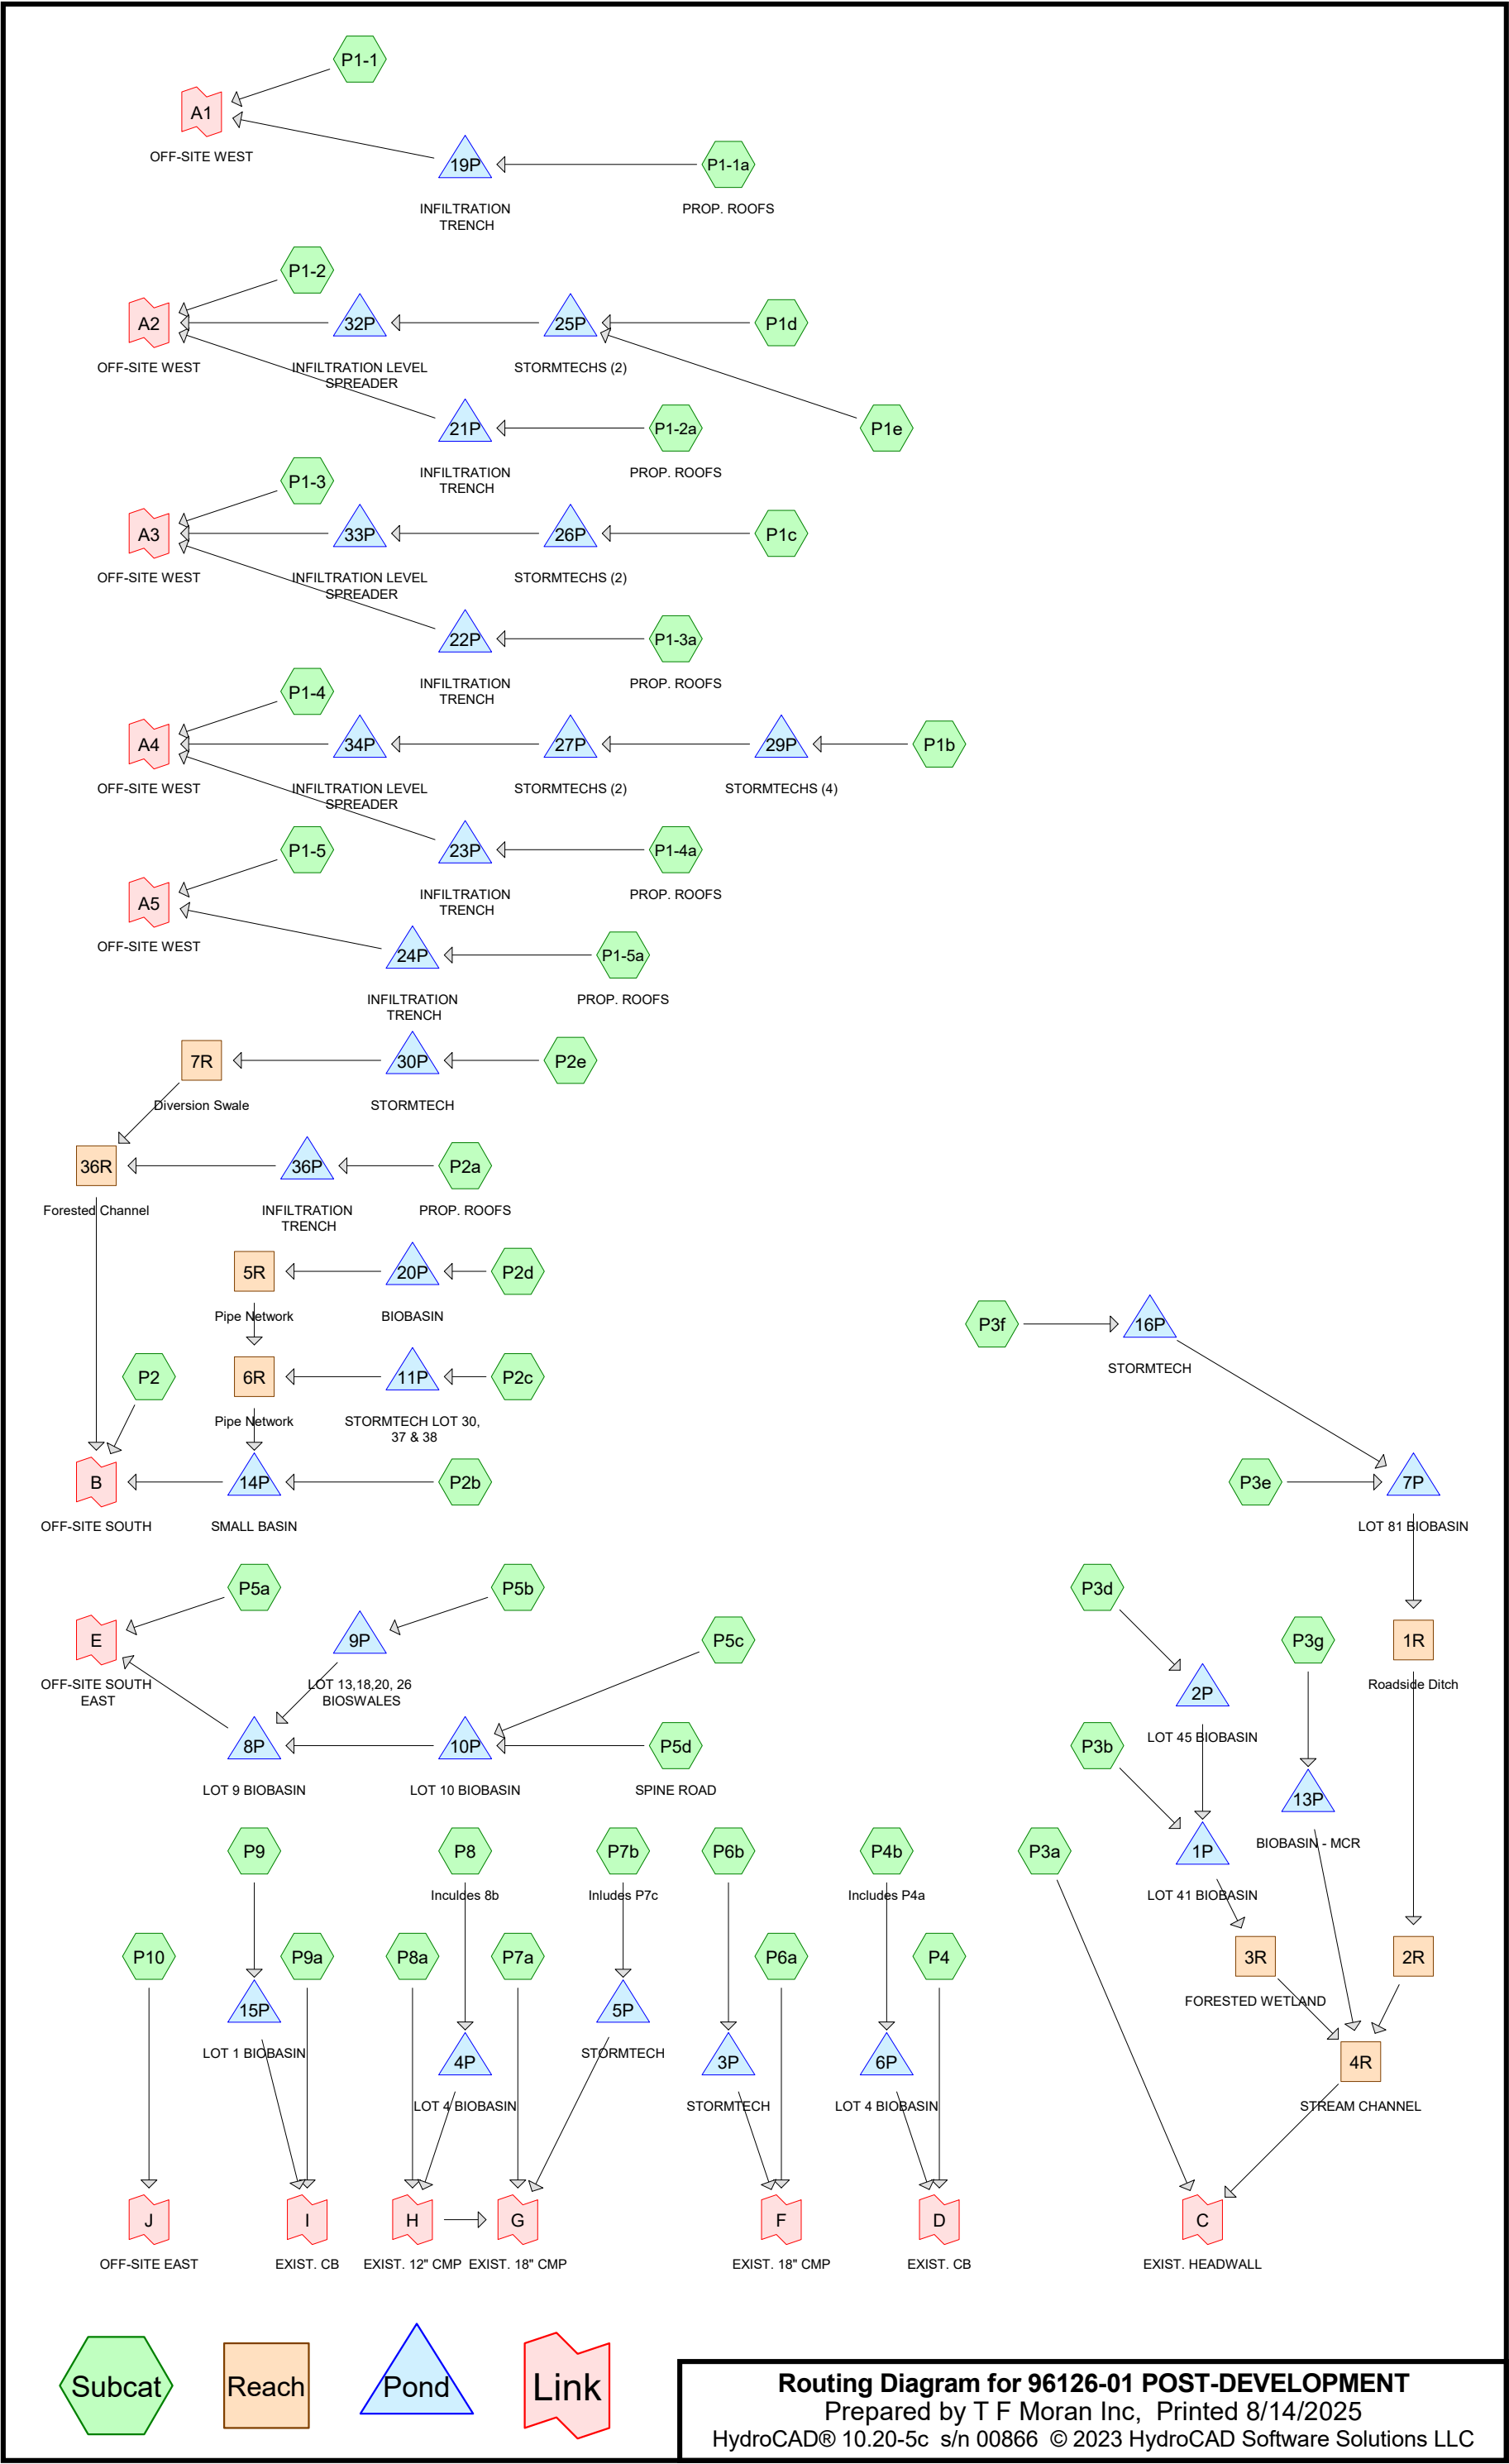 P1-1
A1
OFF-SITE WEST
19P
INFILTRATION
TRENCH
P1-1a
PROP. ROOFS
P1-2
A2
OFF-SITE WEST
32P
INFILTRATION LEVEL
SPREADER
25P
STORMTECHS (2)
P1d
21P
INFILTRATION
TRENCH
P1-2a
PROP. ROOFS
P1e
P1-3
A3
OFF-SITE WEST
33P
INFILTRATION LEVEL
SPREADER
26P
STORMTECHS (2)
P1c
22P
INFILTRATION
TRENCH
P1-3a
PROP. ROOFS
P1-4
A4
OFF-SITE WEST
34P
INFILTRATION LEVEL
SPREADER
27P
STORMTECHS (2)
29P
STORMTECHS (4)
P1b
23P
INFILTRATION
TRENCH
P1-4a
PROP. ROOFS
P1-5
A5
OFF-SITE WEST
24P
INFILTRATION
TRENCH
P1-5a
PROP. ROOFS
7R
Diversion Swale
30P
STORMTECH
P2e
36R
Forested Channel
36P
INFILTRATION
TRENCH
P2a
PROP. ROOFS
5R
Pipe Network
20P
BIOBASIN
P2d
P3f
16P
STORMTECH
P2
6R
Pipe Network
11P
STORMTECH LOT 30,
37 & 38
P2c
B
OFF-SITE SOUTH
14P
SMALL BASIN
P2b
P3e
7P
LOT 81 BIOBASIN
P5a
P5b
P3d
E
OFF-SITE SOUTH
EAST
9P
LOT 13,18,20, 26
BIOSWALES
P5c
P3g
1R
Roadside Ditch
2P
LOT 45 BIOBASIN
8P
LOT 9 BIOBASIN
10P
LOT 10 BIOBASIN
P5d
SPINE ROAD
P3b
13P
BIOBASIN - MCR
P9
P8
Inculdes 8b
P7b
Inludes P7c
P6b
P4b
Includes P4a
P3a
1P
LOT 41 BIOBASIN
P10
P9a
P8a
P7a
P6a
P4
3R
FORESTED WETLAND
2R
15P
LOT 1 BIOBASIN
5P
STORMTECH
4P
LOT 4 BIOBASIN
3P
STORMTECH
6P
LOT 4 BIOBASIN
4R
STREAM CHANNEL
J
OFF-SITE EAST
I
EXIST. CB
H
EXIST. 12" CMP
G
EXIST. 18" CMP
F
EXIST. 18" CMP
D
EXIST. CB
C
EXIST. HEADWALL
Subcat
Reach
Pond
Link
Routing Diagram for 96126-01 POST-DEVELOPMENT
Prepared by T F Moran Inc, Printed 8/14/2025
HydroCAD® 10.20-5c s/n 00866 © 2023 HydroCAD Software Solutions LLC